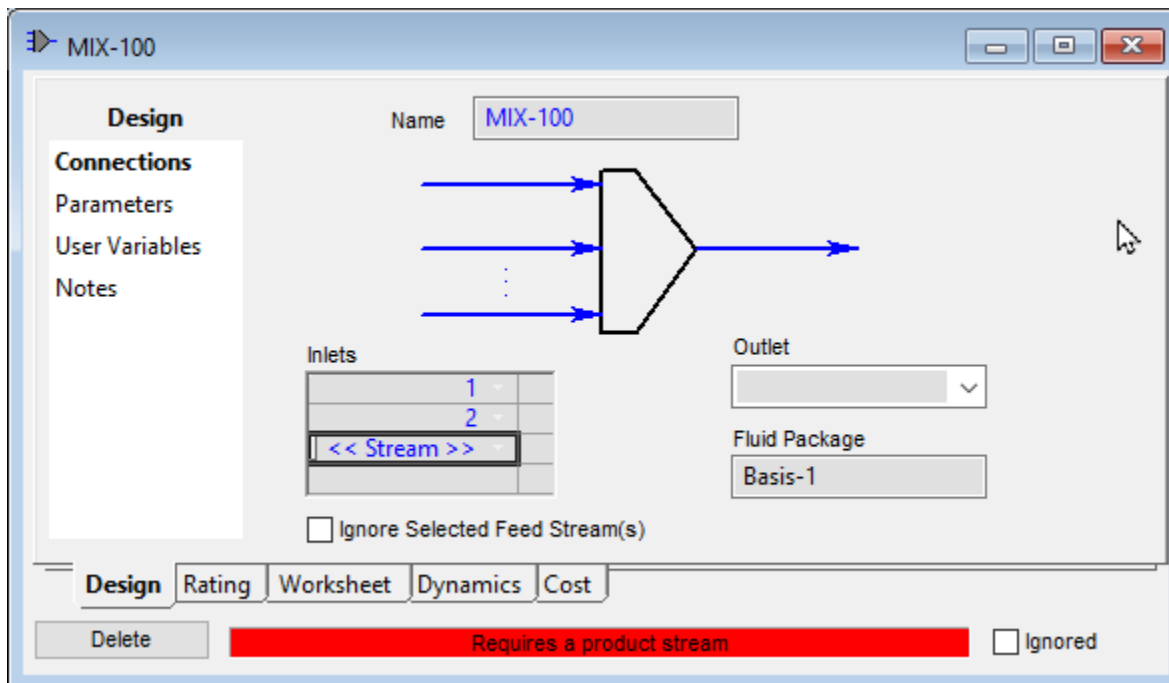 MIX-100
Design
Name MIX-100
Connections
Parameters
User Variables
Notes
Inlets
1
2
<< Stream >>
Outlet
Fluid Package
Basis-1
Ignore Selected Feed Stream(s)
Design Rating Worksheet Dynamics Cost
Delete Requires a product stream Ignored